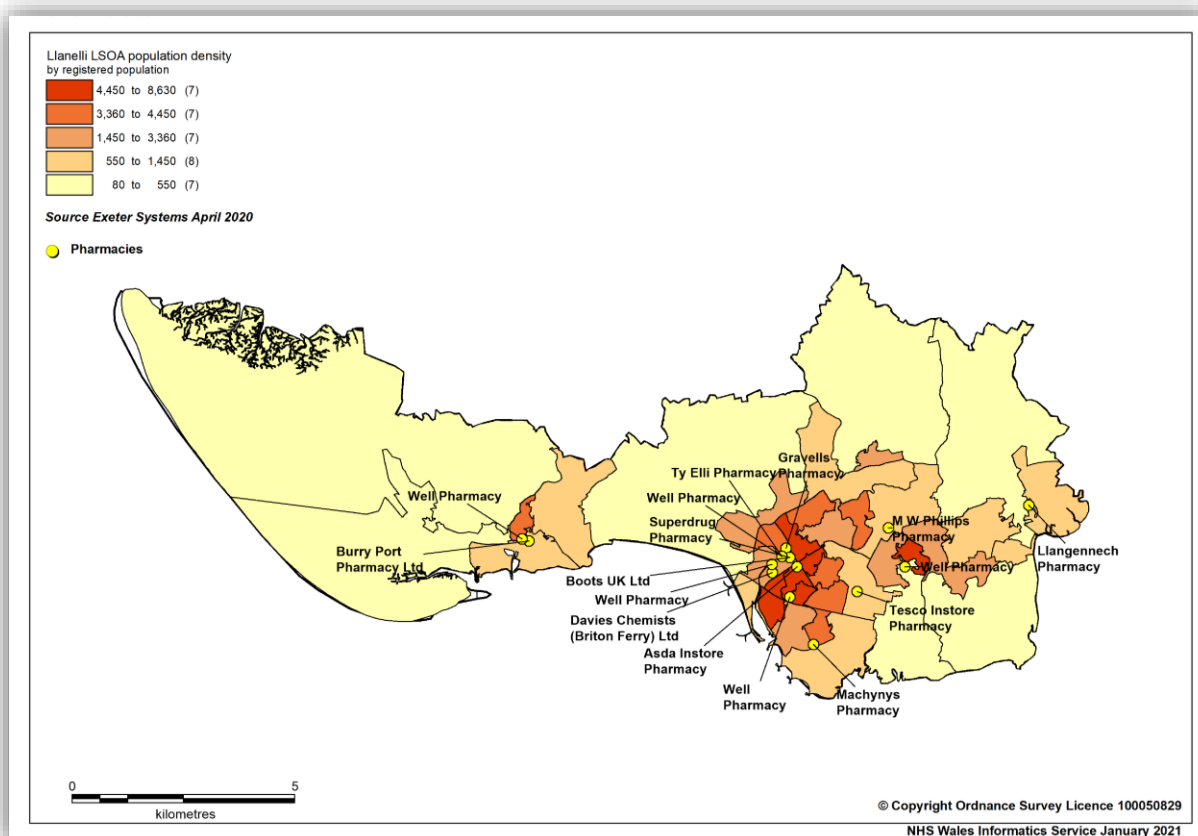 Llanelli LSOA population density
by registered population
4,450 to 8,630 (7)
3,360 to 4,450 (7)
1,450 to 3,360 (7)
550 to 1,450 (8)
80 to 550 (7)
Source Exeter Systems April 2020
Pharmacies
Gravells
Pharmacy
Ty Elli Pharmacy
Well Pharmacy
Well Pharmacy
Superdrug
Pharmacy
M W Phillips
Pharmacy
Burry Port
Pharmacy Ltd
Llangennech
Pharmacy
Well Pharmacy
Boots UK Ltd
Well Pharmacy
Davies Chemists
(Briton Ferry) Ltd
Tesco Instore
Pharmacy
Asda Instore
Pharmacy
Well
Pharmacy
Machynys
Pharmacy
0 5
kilometres
© Copyright Ordnance Survey Licence 100050829
NHS Wales Informatics Service January 2021